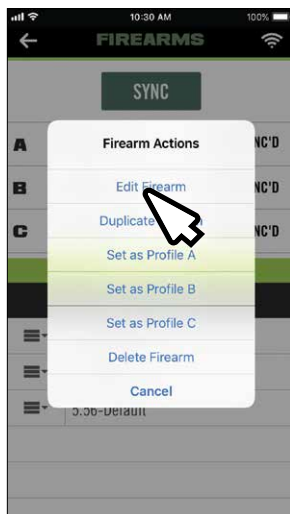 10:30 AM 100%
FIREARMS
SYNC
A NC'D
B NC'D
C NC'D
Firearm Actions
Edit Firearm
Duplicate
Set as Profile A
Set as Profile B
Set as Profile C
Delete Firearm
Cancel
5.56-Default